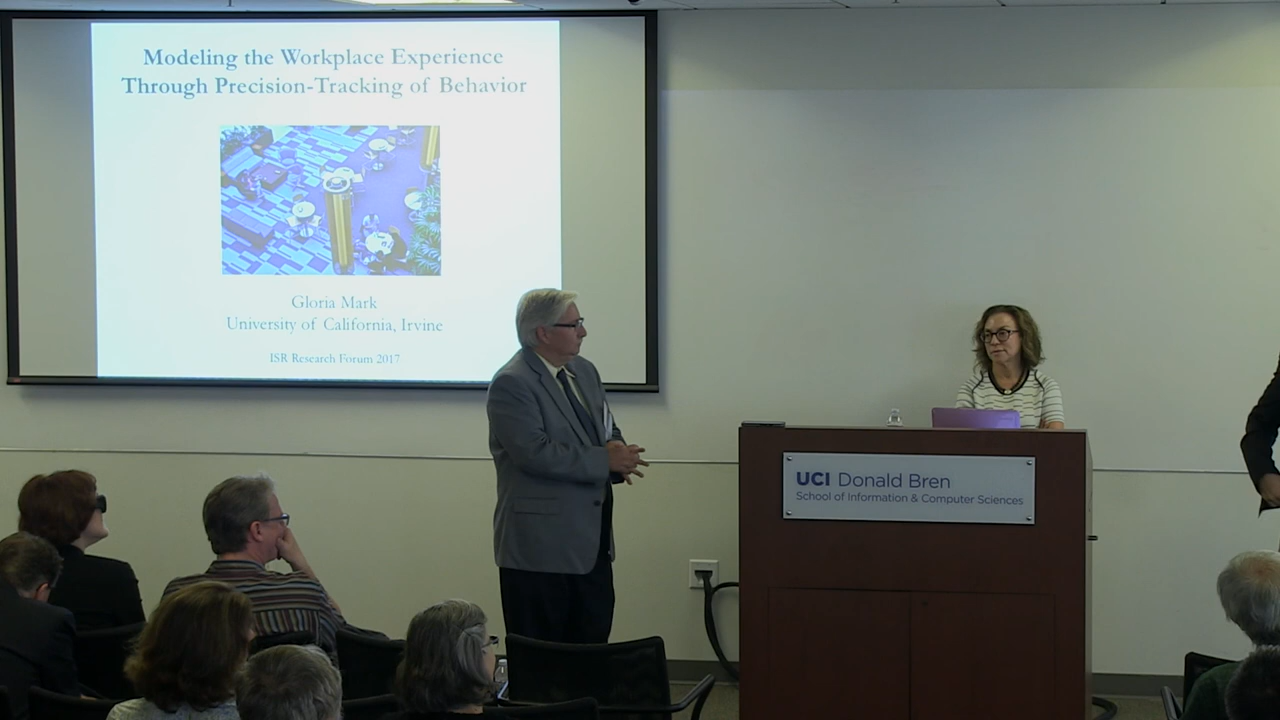 Modeling the Workplace Experience
Through Precision-Tracking of Behavior
Gloria Mark
University of California, Irvine
ISR Research Forum 2017
UCI Donald Bren
School of Information & Computer Sciences